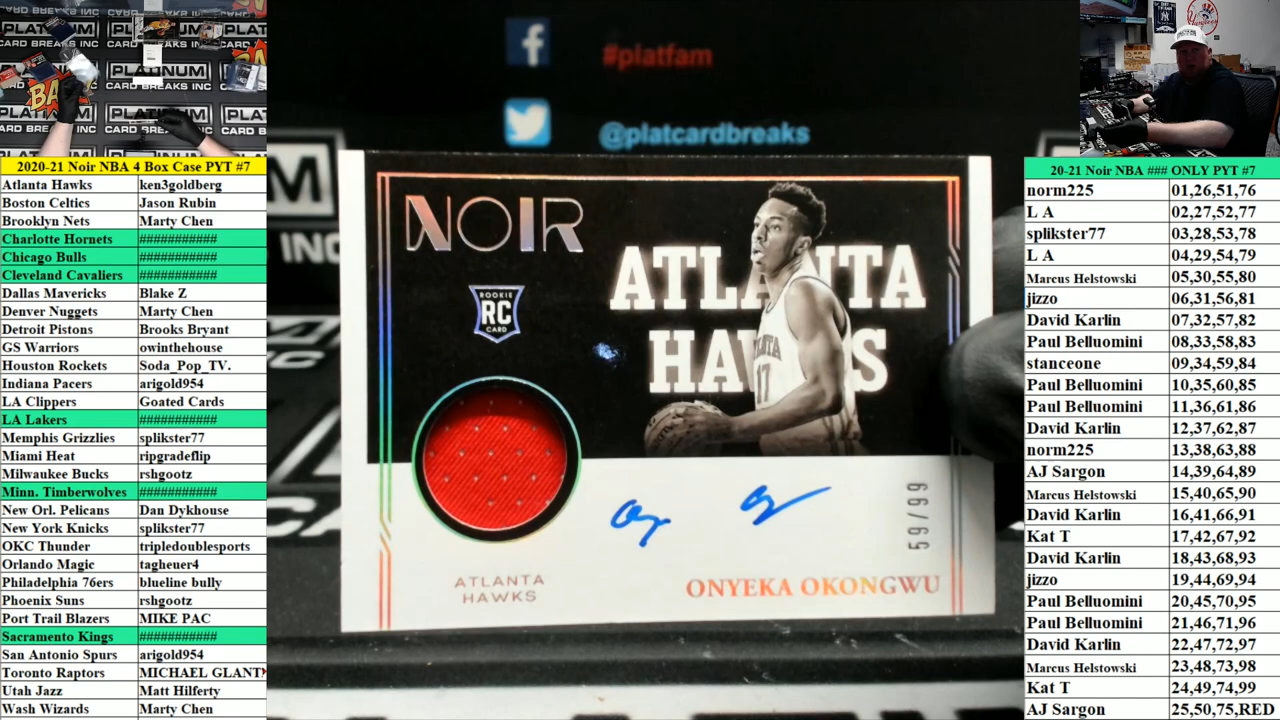 PLATINUM
CARD BREAKS INC
#platfam
@platcardbreaks
2020-21 Noir NBA 4 Box Case PYT #7
Atlanta Hawks ken3goldberg
Boston Celtics Jason Rubin
Brooklyn Nets Marty Chen
Charlotte Hornets ###########
Chicago Bulls ###########
Cleveland Cavaliers ###########
Dallas Mavericks Blake Z
Denver Nuggets Marty Chen
Detroit Pistons Brooks Bryant
GS Warriors owinthehouse
Houston Rockets Soda_Pop_TV.
Indiana Pacers arigold954
LA Clippers Goated Cards
LA Lakers ###########
Memphis Grizzlies splikster77
Miami Heat ripgradeflip
Milwaukee Bucks rshgootz
Minn. Timberwolves ###########
New Orl. Pelicans Dan Dykhouse
New York Knicks splikster77
OKC Thunder tripledoublesports
Orlando Magic tagheuer4
Philadelphia 76ers blueline bully
Phoenix Suns rshgootz
Port Trail Blazers MIKE PAC
Sacramento Kings ###########
San Antonio Spurs arigold954
Toronto Raptors MICHAEL GLANT
Utah Jazz Matt Hilferty
Wash Wizards Marty Chen
NOIR
ROOKIE
RC
CARD
ATLANTA
HAWKS
17
59/99
ATLANTA
HAWKS
ONYEKA OKONGWU
20-21 Noir NBA ### ONLY PYT #7
norm225 01,26,51,76
L A 02,27,52,77
splikster77 03,28,53,78
L A 04,29,54,79
Marcus Helstowski 05,30,55,80
jizzo 06,31,56,81
David Karlin 07,32,57,82
Paul Belluomini 08,33,58,83
stanceone 09,34,59,84
Paul Belluomini 10,35,60,85
Paul Belluomini 11,36,61,86
David Karlin 12,37,62,87
norm225 13,38,63,88
AJ Sargon 14,39,64,89
Marcus Helstowski 15,40,65,90
David Karlin 16,41,66,91
Kat T 17,42,67,92
David Karlin 18,43,68,93
jizzo 19,44,69,94
Paul Belluomini 20,45,70,95
Paul Belluomini 21,46,71,96
David Karlin 22,47,72,97
Marcus Helstowski 23,48,73,98
Kat T 24,49,74,99
AJ Sargon 25,50,75,RED